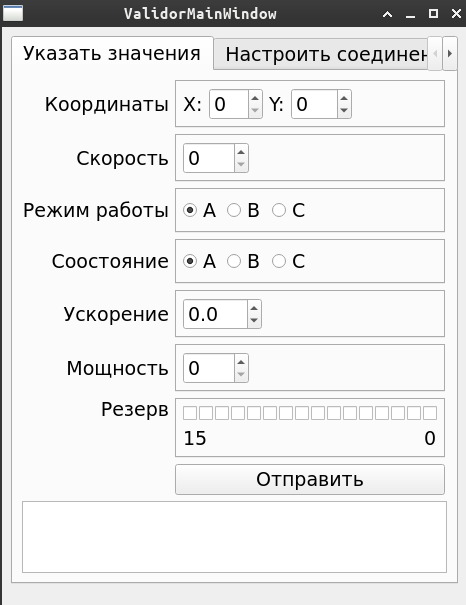 ValidorMainWindow
Указать значения Настроить соединен
Координаты X: 0 Y: 0
Скорость 0
Режим работы A B C
Соостояние A B C
Ускорение 0.0
Мощность 0
Резерв
15 0
Отправить